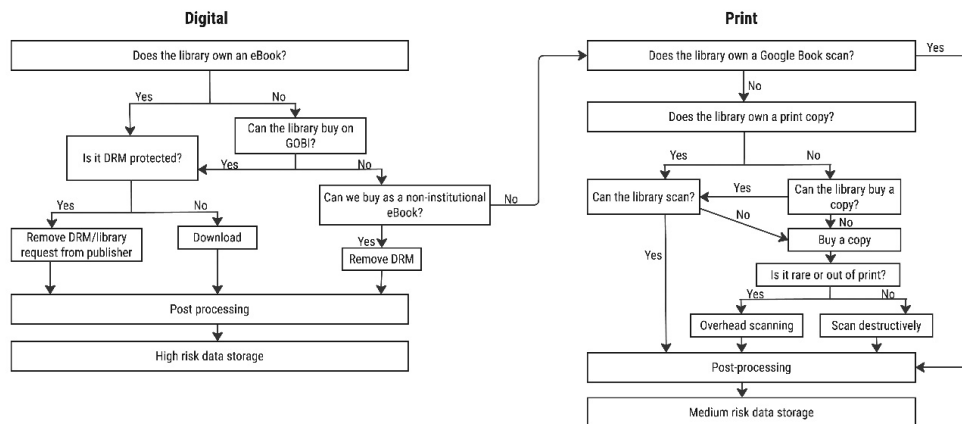 Digital
Does the library own an eBook?
Yes
No
Can the library buy on
GOBI?
Is it DRM protected?
Yes
No
Can we buy as a non-institutional
eBook?
No
Yes
No
Remove DRM/library
request from publisher
Download
Yes
Remove DRM
Post processing
High risk data storage
Print
Does the library own a Google Book scan?
Yes
No
Does the library own a print copy?
Yes
No
Can the library scan?
Yes
Can the library buy a
copy?
No
No
Buy a copy
Yes
Is it rare or out of print?
Yes
No
Overhead scanning
Scan destructively
Post-processing
Medium risk data storage